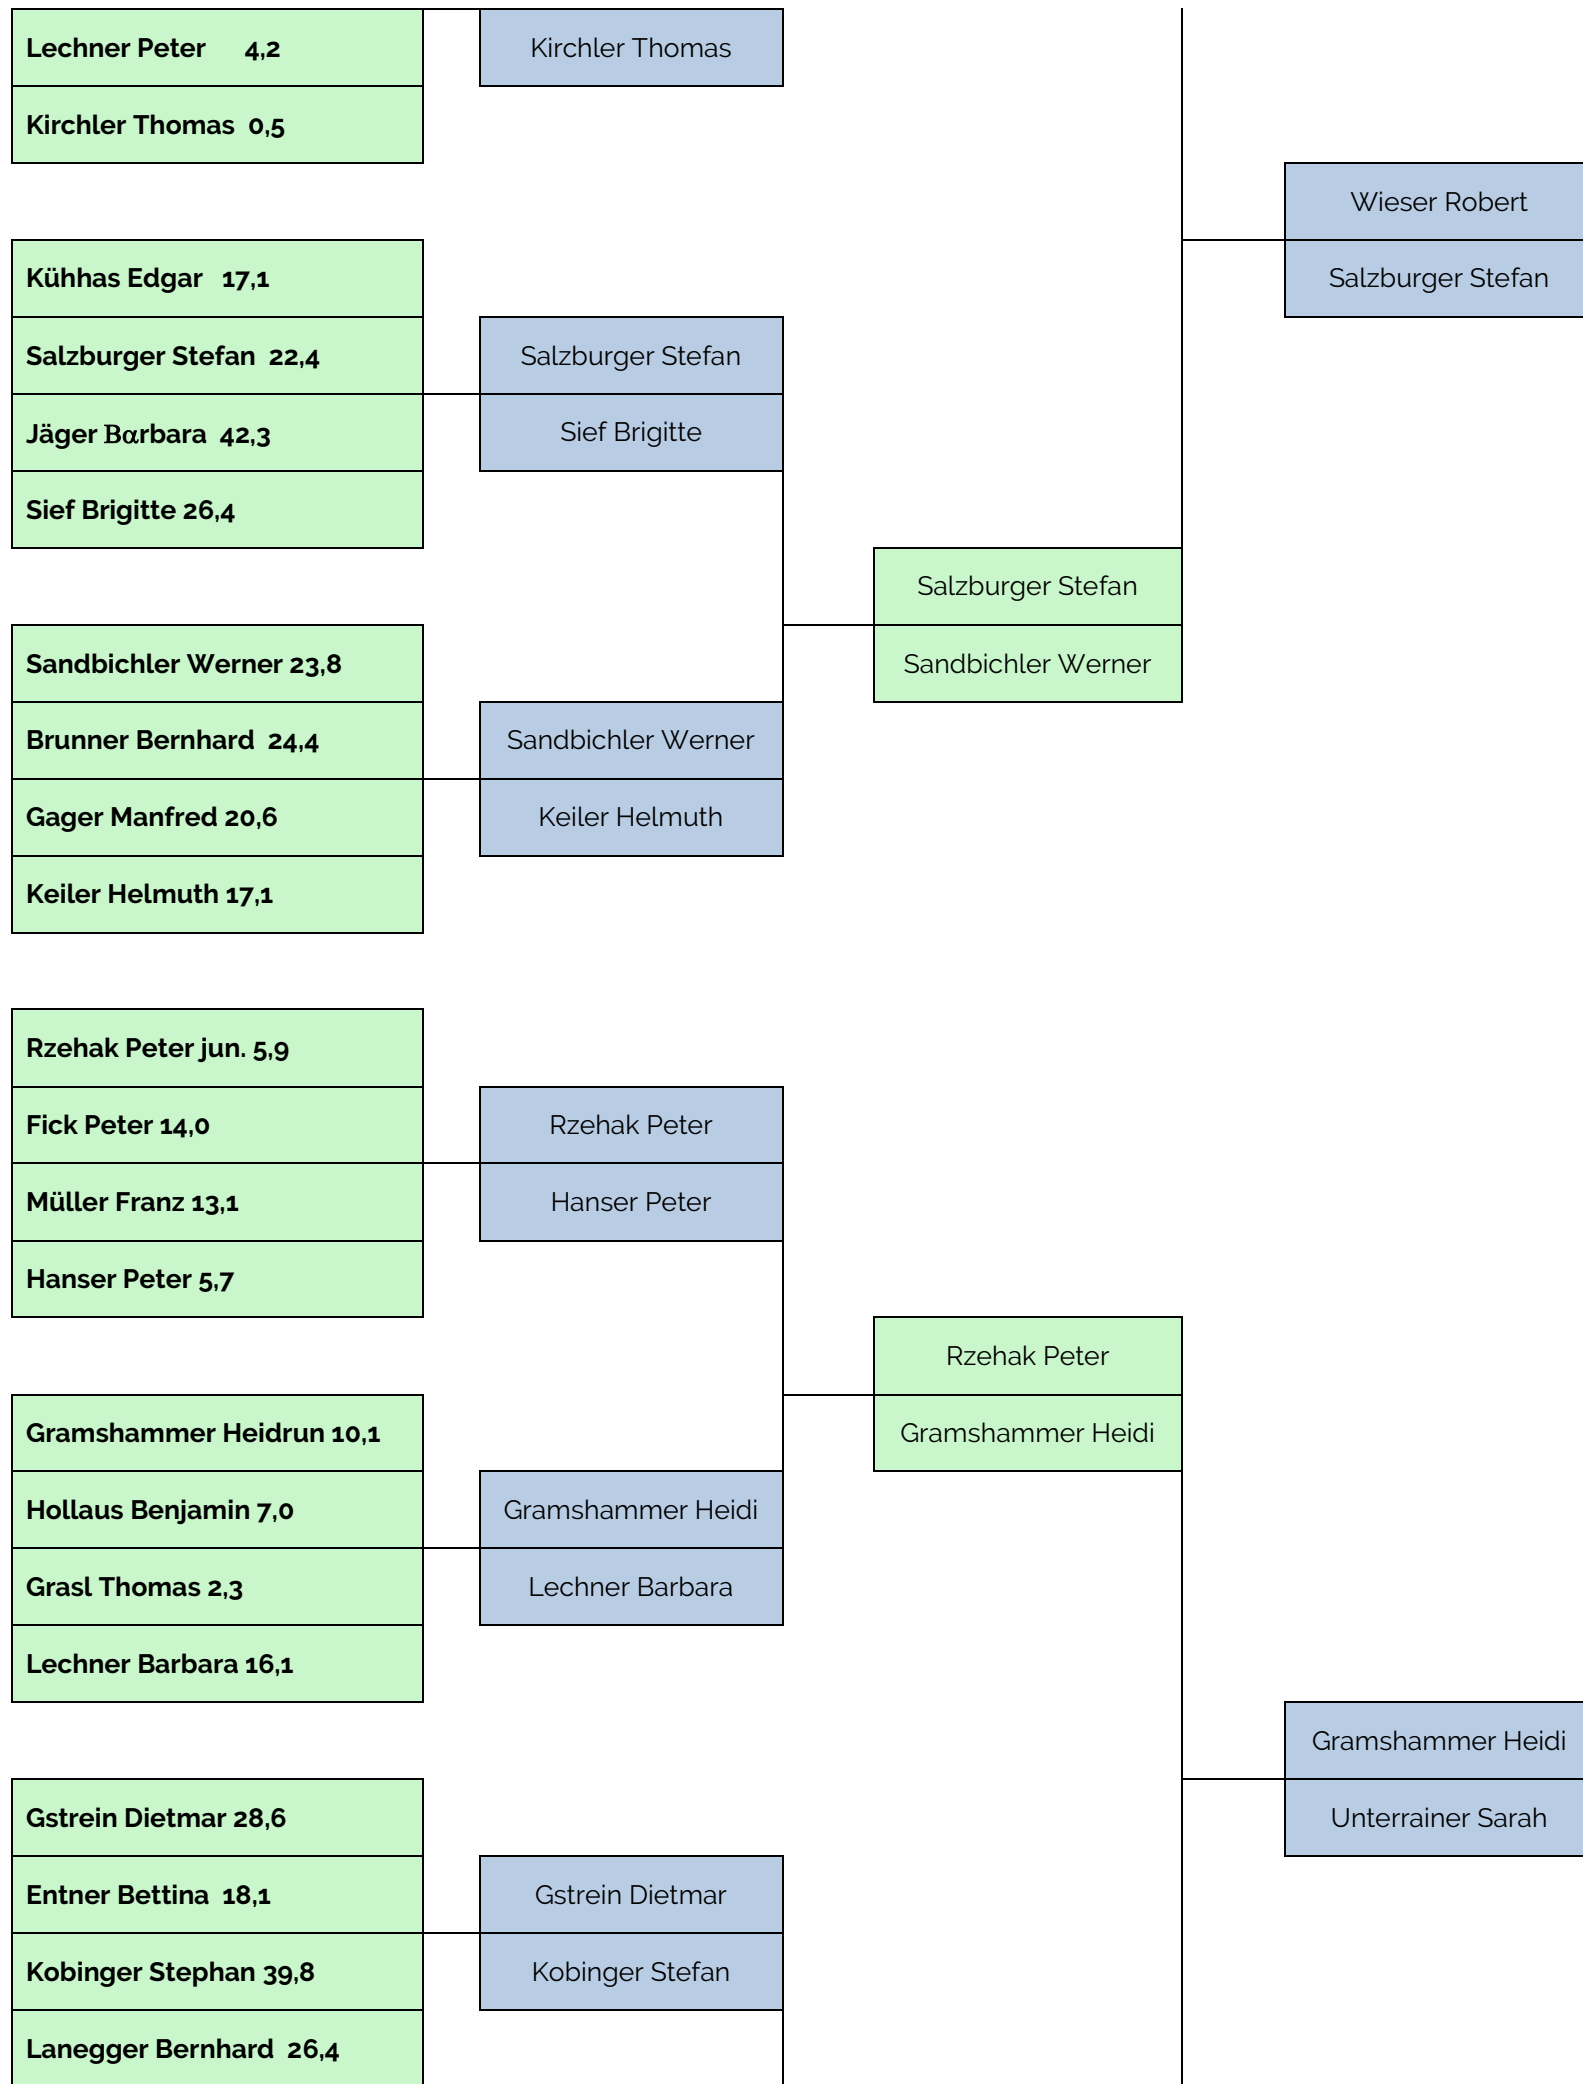 Lechner Peter 4,2
Kirchler Thomas 0,5
Kirchler Thomas
Wieser Robert
Salzburger Stefan
Kühhas Edgar 17,1
Salzburger Stefan 22,4
Jäger Βαrbara 42,3
Sief Brigitte 26,4
Salzburger Stefan
Sief Brigitte
Salzburger Stefan
Sandbichler Werner
Sandbichler Werner 23,8
Brunner Bernhard 24,4
Gager Manfred 20,6
Keiler Helmuth 17,1
Sandbichler Werner
Keiler Helmuth
Rzehak Peter jun. 5,9
Fick Peter 14,0
Müller Franz 13,1
Hanser Peter 5,7
Rzehak Peter
Hanser Peter
Rzehak Peter
Gramshammer Heidi
Gramshammer Heidrun 10,1
Hollaus Benjamin 7,0
Grasl Thomas 2,3
Lechner Barbara 16,1
Gramshammer Heidi
Lechner Barbara
Gramshammer Heidi
Unterrainer Sarah
Gstrein Dietmar 28,6
Entner Bettina 18,1
Kobinger Stephan 39,8
Lanegger Bernhard 26,4
Gstrein Dietmar
Kobinger Stefan